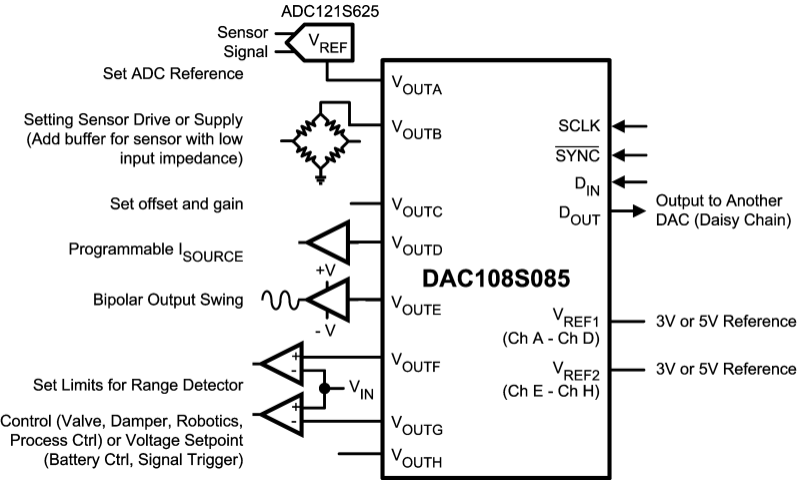 ADC121S625
Sensor
Signal
VREF
Set ADC Reference
VOUTA
Setting Sensor Drive or Supply
(Add buffer for sensor with low
input impedance)
VOUTB
SCLK
SYNC
DIN
Set offset and gain
VOUTC
DOUT
Output to Another
DAC (Daisy Chain)
Programmable ISOURCE
VOUTD
+V
DAC108S085
Bipolar Output Swing
VOUTE
- V
VREF1
(Ch A - Ch D)
3V or 5V Reference
+
-
VOUTF
VREF2
(Ch E - Ch H)
3V or 5V Reference
Set Limits for Range Detector
VIN
+
-
Control (Valve, Damper, Robotics,
Process Ctrl) or Voltage Setpoint
(Battery Ctrl, Signal Trigger)
VOUTG
VOUTH